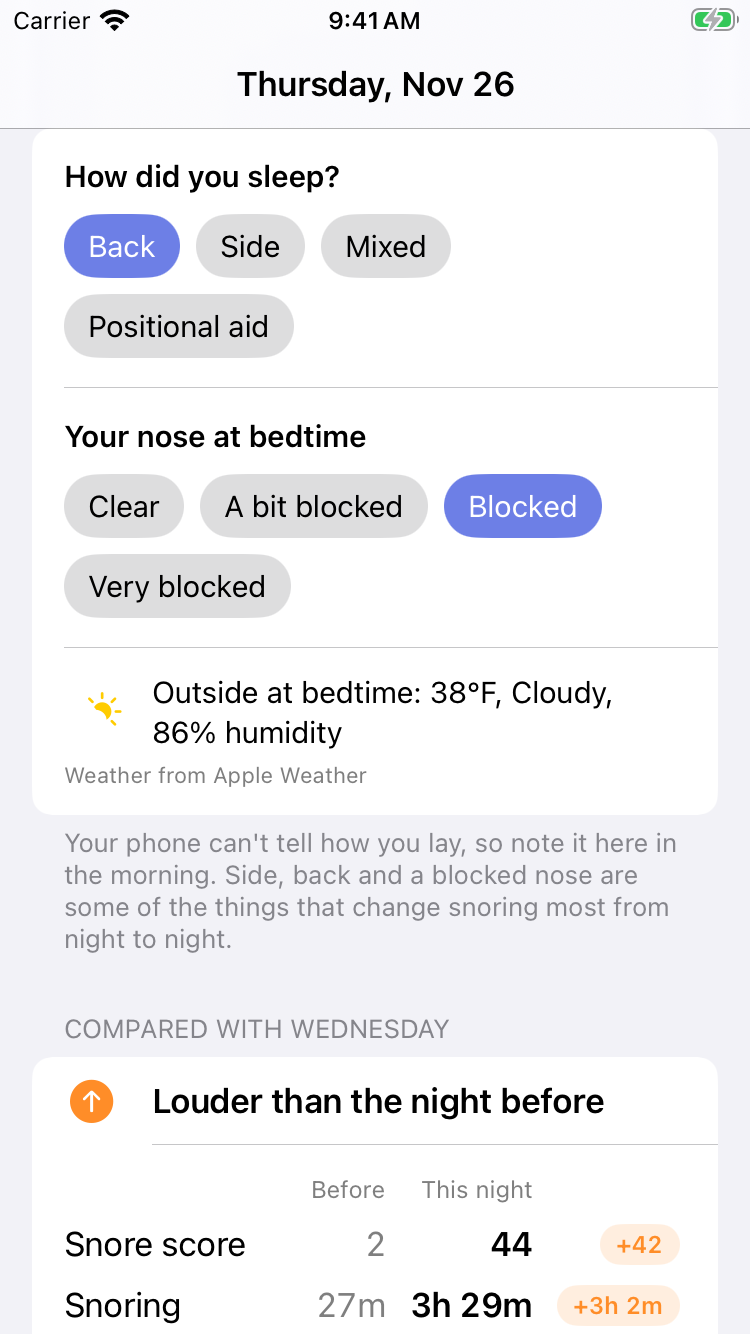 Carrier 9:41 AM
Thursday, Nov 26
How did you sleep?
Back Side Mixed
Positional aid
Your nose at bedtime
Clear A bit blocked Blocked
Very blocked
Outside at bedtime: 38°F, Cloudy,
86% humidity
Weather from Apple Weather
Your phone can't tell how you lay, so note it here in
the morning. Side, back and a blocked nose are
some of the things that change snoring most from
night to night.
COMPARED WITH WEDNESDAY
Louder than the night before
Before This night
Snore score 2 44 +42
Snoring 27m 3h 29m +3h 2m